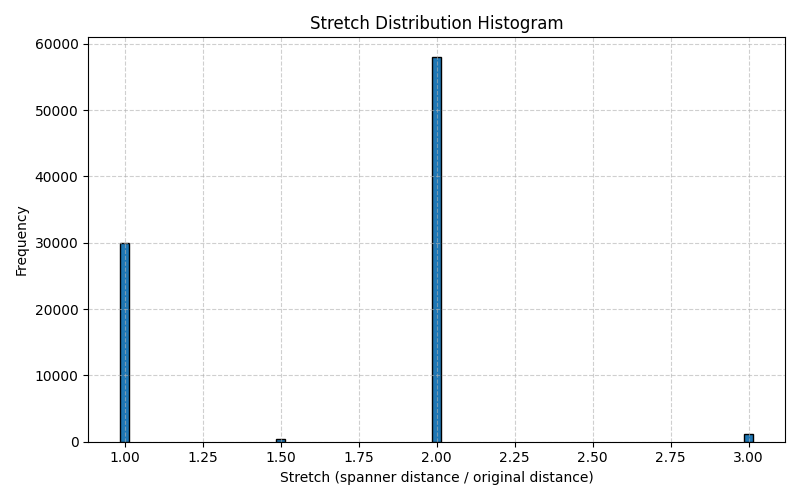 Stretch Distribution Histogram
60000
50000
40000
30000
20000
10000
0
Frequency
1.00 1.25 1.50 1.75 2.00 2.25 2.50 2.75 3.00
Stretch (spanner distance / original distance)